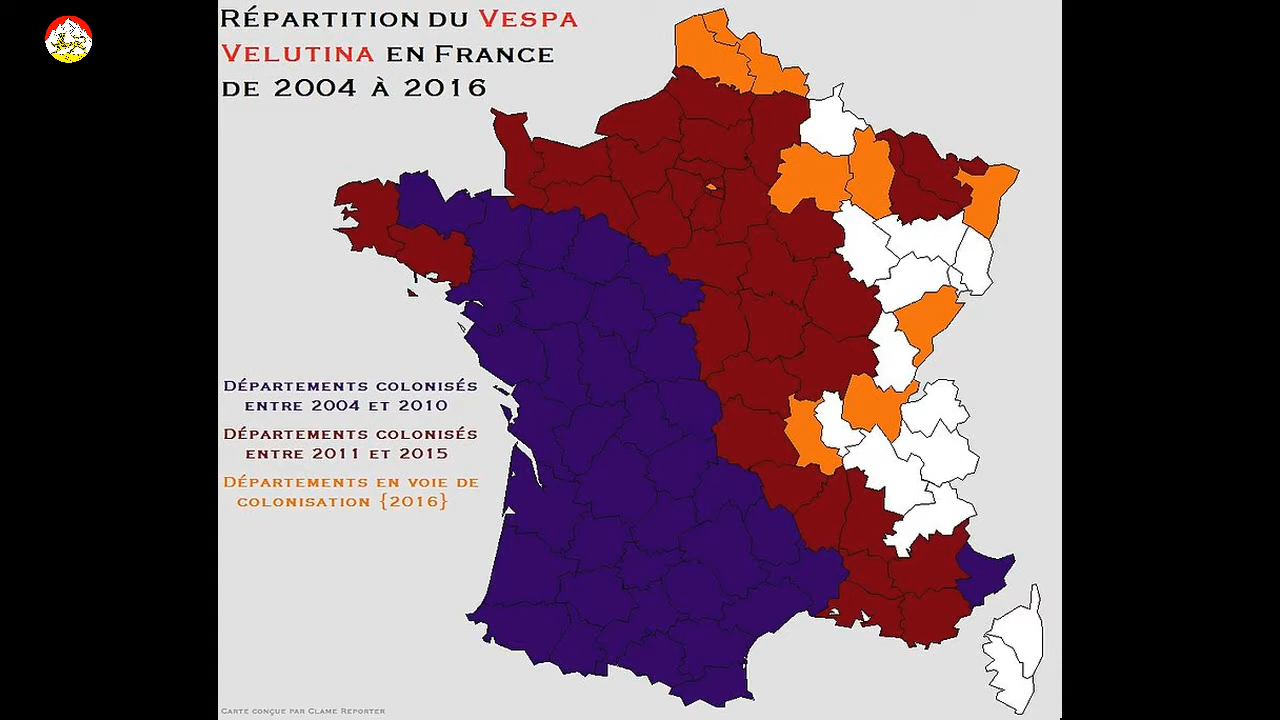 RÉPARTITION DU VESPA
VELUTINA EN FRANCE
DE 2004 À 2016
DÉPARTEMENTS COLONISÉS
ENTRE 2004 ET 2010
DÉPARTEMENTS COLONISÉS
ENTRE 2011 ET 2015
DÉPARTEMENTS EN VOIE DE
COLONISATION {2016}
CARTE CONÇUE PAR CLAME REPORTER